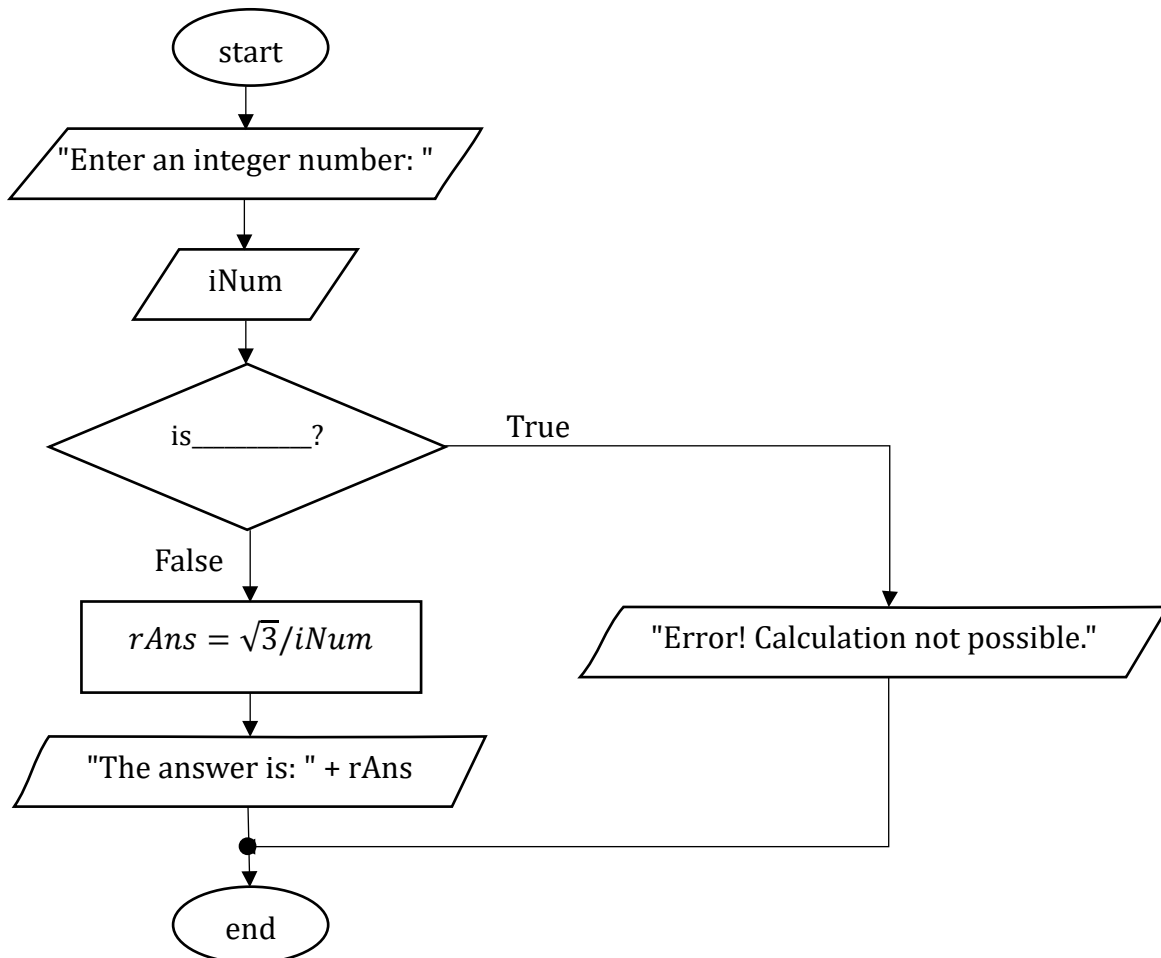 start
"Enter an integer number: "
iNum
is___________?
True
False
rAns = √3/iNum
"Error! Calculation not possible."
"The answer is: " + rAns
end